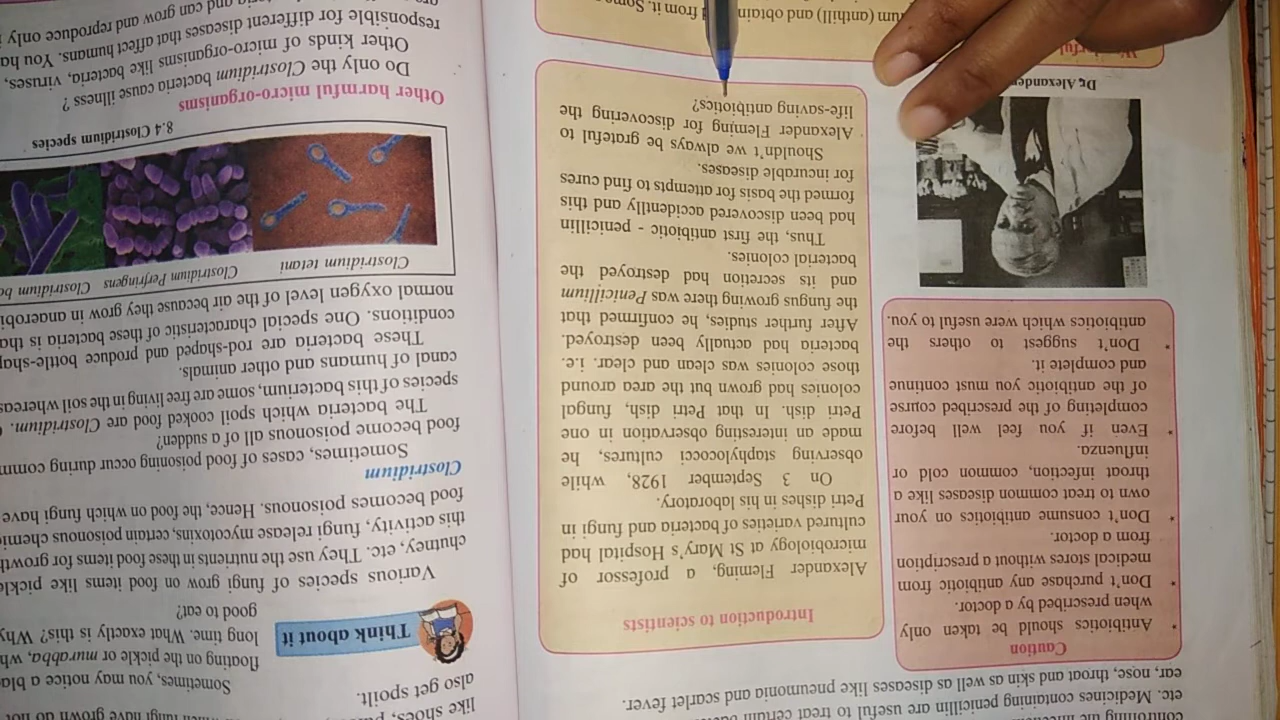 etc. Medicines containing penicillin are useful to treat certain
ear, nose, throat and skin as well as diseases like pneumonia and scarlet fever.
Caution
* Antibiotics should be taken only
when prescribed by a doctor.
* Don't purchase any antibiotic from
medical stores without a prescription
from a doctor.
* Don't consume antibiotics on your
own to treat common diseases like a
throat infection, common cold or
influenza.
* Even if you feel well before
completing of the prescribed course
of the antibiotic you must continue
and complete it.
* Don't suggest to others the
antibiotics which were useful to you.
Alexander
Introduction to scientists
Alexander Fleming, a professor of
microbiology at St Mary's Hospital had
cultured varieties of bacteria and fungi in
Petri dishes in his laboratory.
On 3 September 1928, while
observing staphylococci cultures, he
made an interesting observation in one
Petri dish. In that Petri dish, fungal
colonies had grown but the area around
those colonies was clean and clear. i.e.
bacteria had actually been destroyed.
After further studies, he confirmed that
the fungus growing there was Penicillium
and its secretion had destroyed the
bacterial colonies.
Thus, the first antibiotic - penicillin
had been discovered accidently and this
formed the basis for attempts to find cures
for incurable diseases.
Shouldn't we always be grateful to
Alexander Fleming for discovering the
life-saving antibiotics?
(anthill) and obtain from it.
like shoes,
also get spoilt.
Think about it
Sometimes, you may notice a
floating on the pickle or murabba,
long time. What exactly is this? Why
good to eat?
Various species of fungi grow on food items like
chutney, etc. They use the nutrients in these food items for
this activity, fungi release mycotoxins, certain poisonous
food becomes poisonous. Hence, the food on which fungi have
Clostridium
Sometimes, cases of food poisoning occur during
food become poisonous all of a sudden?
The bacteria which spoil cooked food are Clostridium.
species of this bacterium, some are free living in the soil
canal of humans and other animals.
These bacteria are rod-shaped and produce
conditions. One special characteristic of these bacteria is
normal oxygen level of the air because they grow in
Clostridium tetani Clostridium Perfringens Clostridium
8.4 Clostridium species
Other harmful micro-organisms
Do only the Clostridium bacteria cause illness ?
Other kinds of micro-organisms like bacteria, viruses,
responsible for different diseases that affect humans. You
and can grow and reproduce only